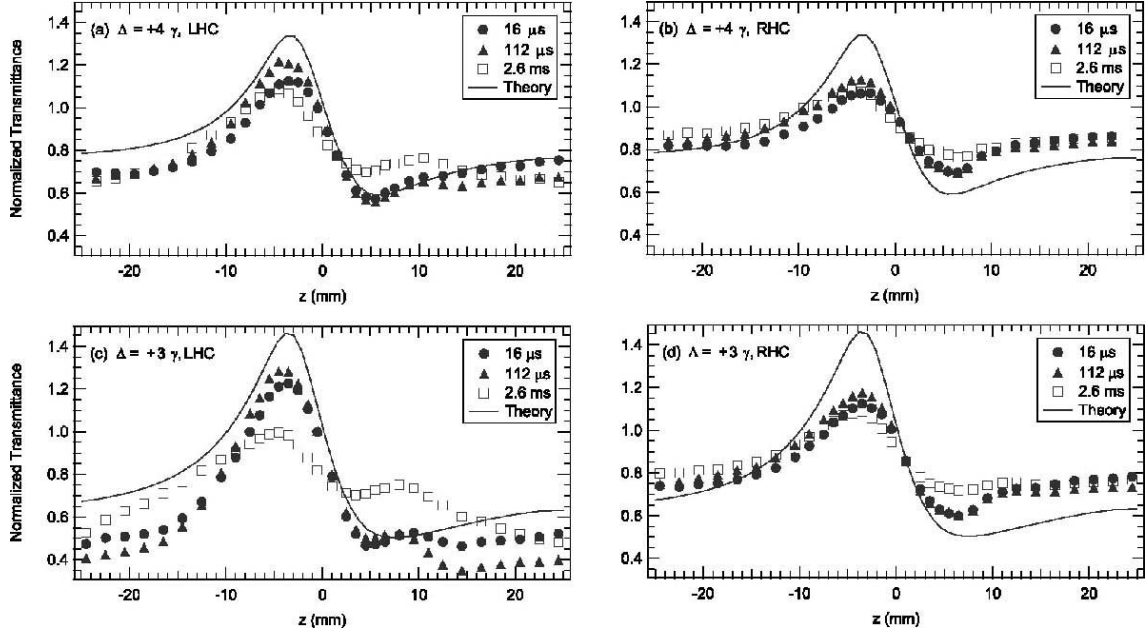 (a) Δ = +4 γ, LHC
16 μs
112 μs
2.6 ms
Theory
1.4
1.2
1.0
0.8
0.6
0.4
Normalized Transmittance
-20
-10
0
10
20
z (mm)
(b) Δ = +4 γ, RHC
16 μs
112 μs
2.6 ms
Theory
1.4
1.2
1.0
0.8
0.6
0.4
-20
-10
0
10
20
z (mm)
(c) Δ = +3 γ, LHC
16 μs
112 μs
2.6 ms
Theory
1.4
1.2
1.0
0.8
0.6
0.4
Normalized Transmittance
-20
-10
0
10
20
z (mm)
(d) Δ = +3 γ, RHC
16 μs
112 μs
2.6 ms
Theory
1.4
1.2
1.0
0.8
0.6
0.4
-20
-10
0
10
20
z (mm)